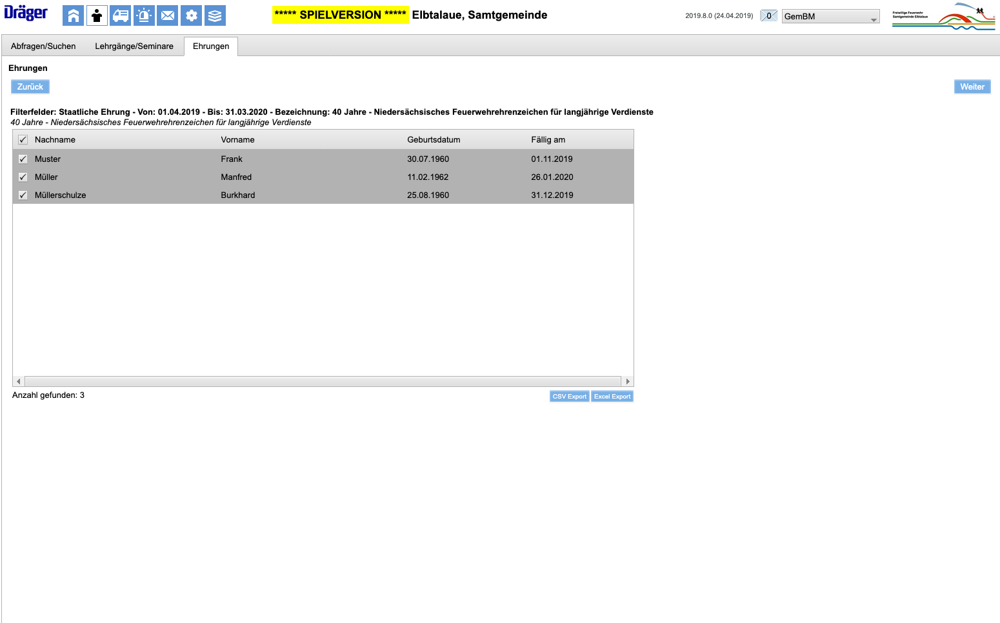 Dräger
***** SPIELVERSION ***** Elbtalaue, Samtgemeinde
2019.8.0 (24.04.2019)
0
GemBM
Freiwillige Feuerwehr
Samtgemeinde Elbtalaue
Abfragen/Suchen Lehrgänge/Seminare Ehrungen
Ehrungen
Zurück Weiter
Filterfelder: Staatliche Ehrung - Von: 01.04.2019 - Bis: 31.03.2020 - Bezeichnung: 40 Jahre - Niedersächsisches Feuerwehrehrenzeichen für langjährige Verdienste
40 Jahre - Niedersächsisches Feuerwehrehrenzeichen für langjährige Verdienste
Nachname Vorname Geburtsdatum Fällig am
Muster Frank 30.07.1960 01.11.2019
Müller Manfred 11.02.1962 26.01.2020
Müllerschulze Burkhard 25.08.1960 31.12.2019
Anzahl gefunden: 3
CSV Export Excel Export